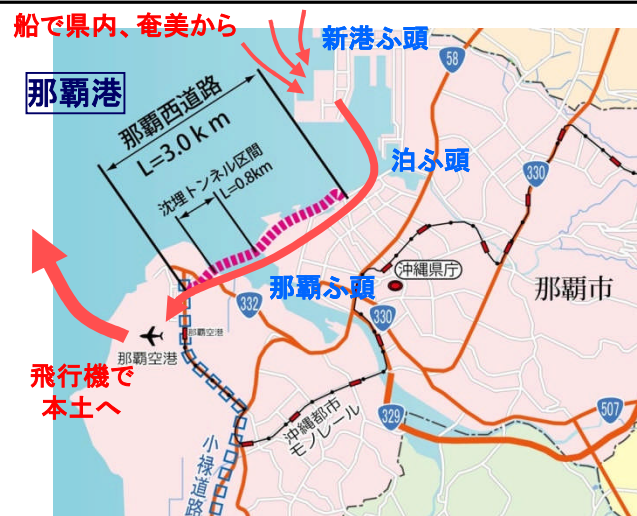 船で県内、奄美から
新港ふ頭
58
那覇港
那覇西道路
L=3.0km
沈埋トンネル区間
L=0.8km
泊ふ頭
330
沖縄県庁
那覇市
那覇ふ頭
332
330
那覇空港
那覇空港
飛行機で
本土へ
329
507
沖縄都市
モノレール
小禄道路